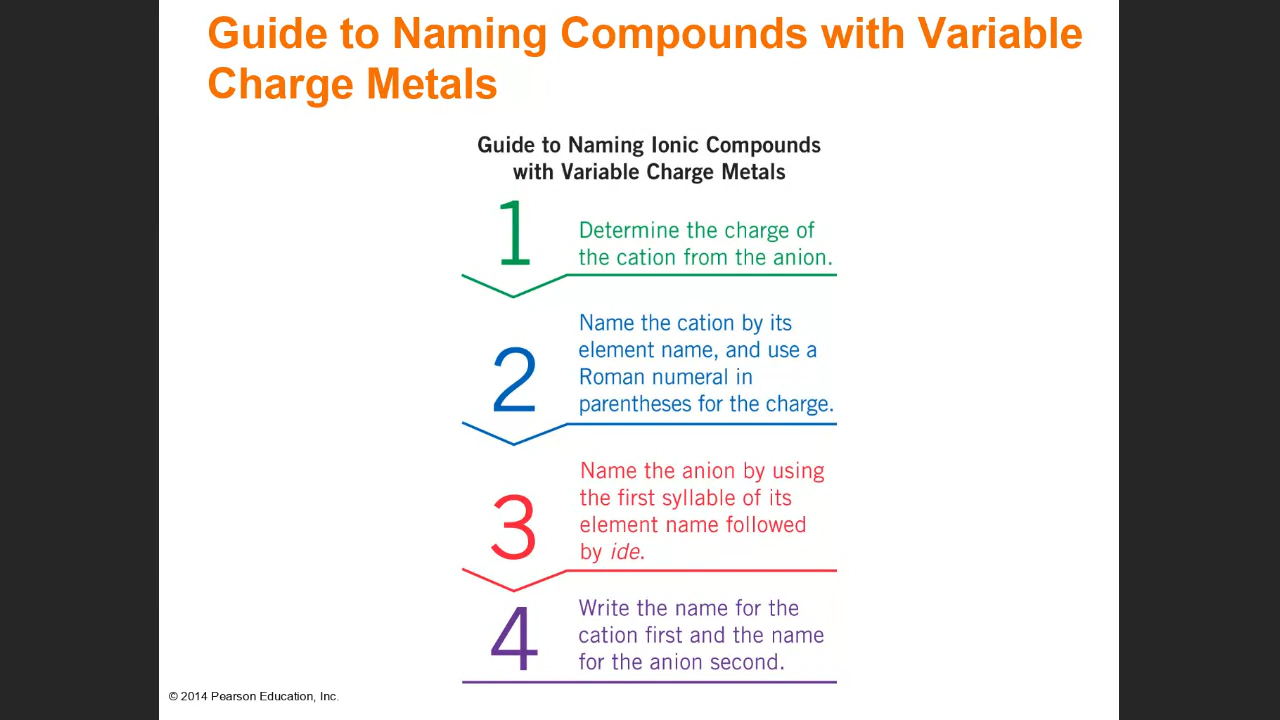 Guide to Naming Compounds with Variable
Charge Metals
Guide to Naming Ionic Compounds
with Variable Charge Metals
1
Determine the charge of
the cation from the anion.
2
Name the cation by its
element name, and use a
Roman numeral in
parentheses for the charge.
3
Name the anion by using
the first syllable of its
element name followed
by ide.
4
Write the name for the
cation first and the name
for the anion second.
© 2014 Pearson Education, Inc.